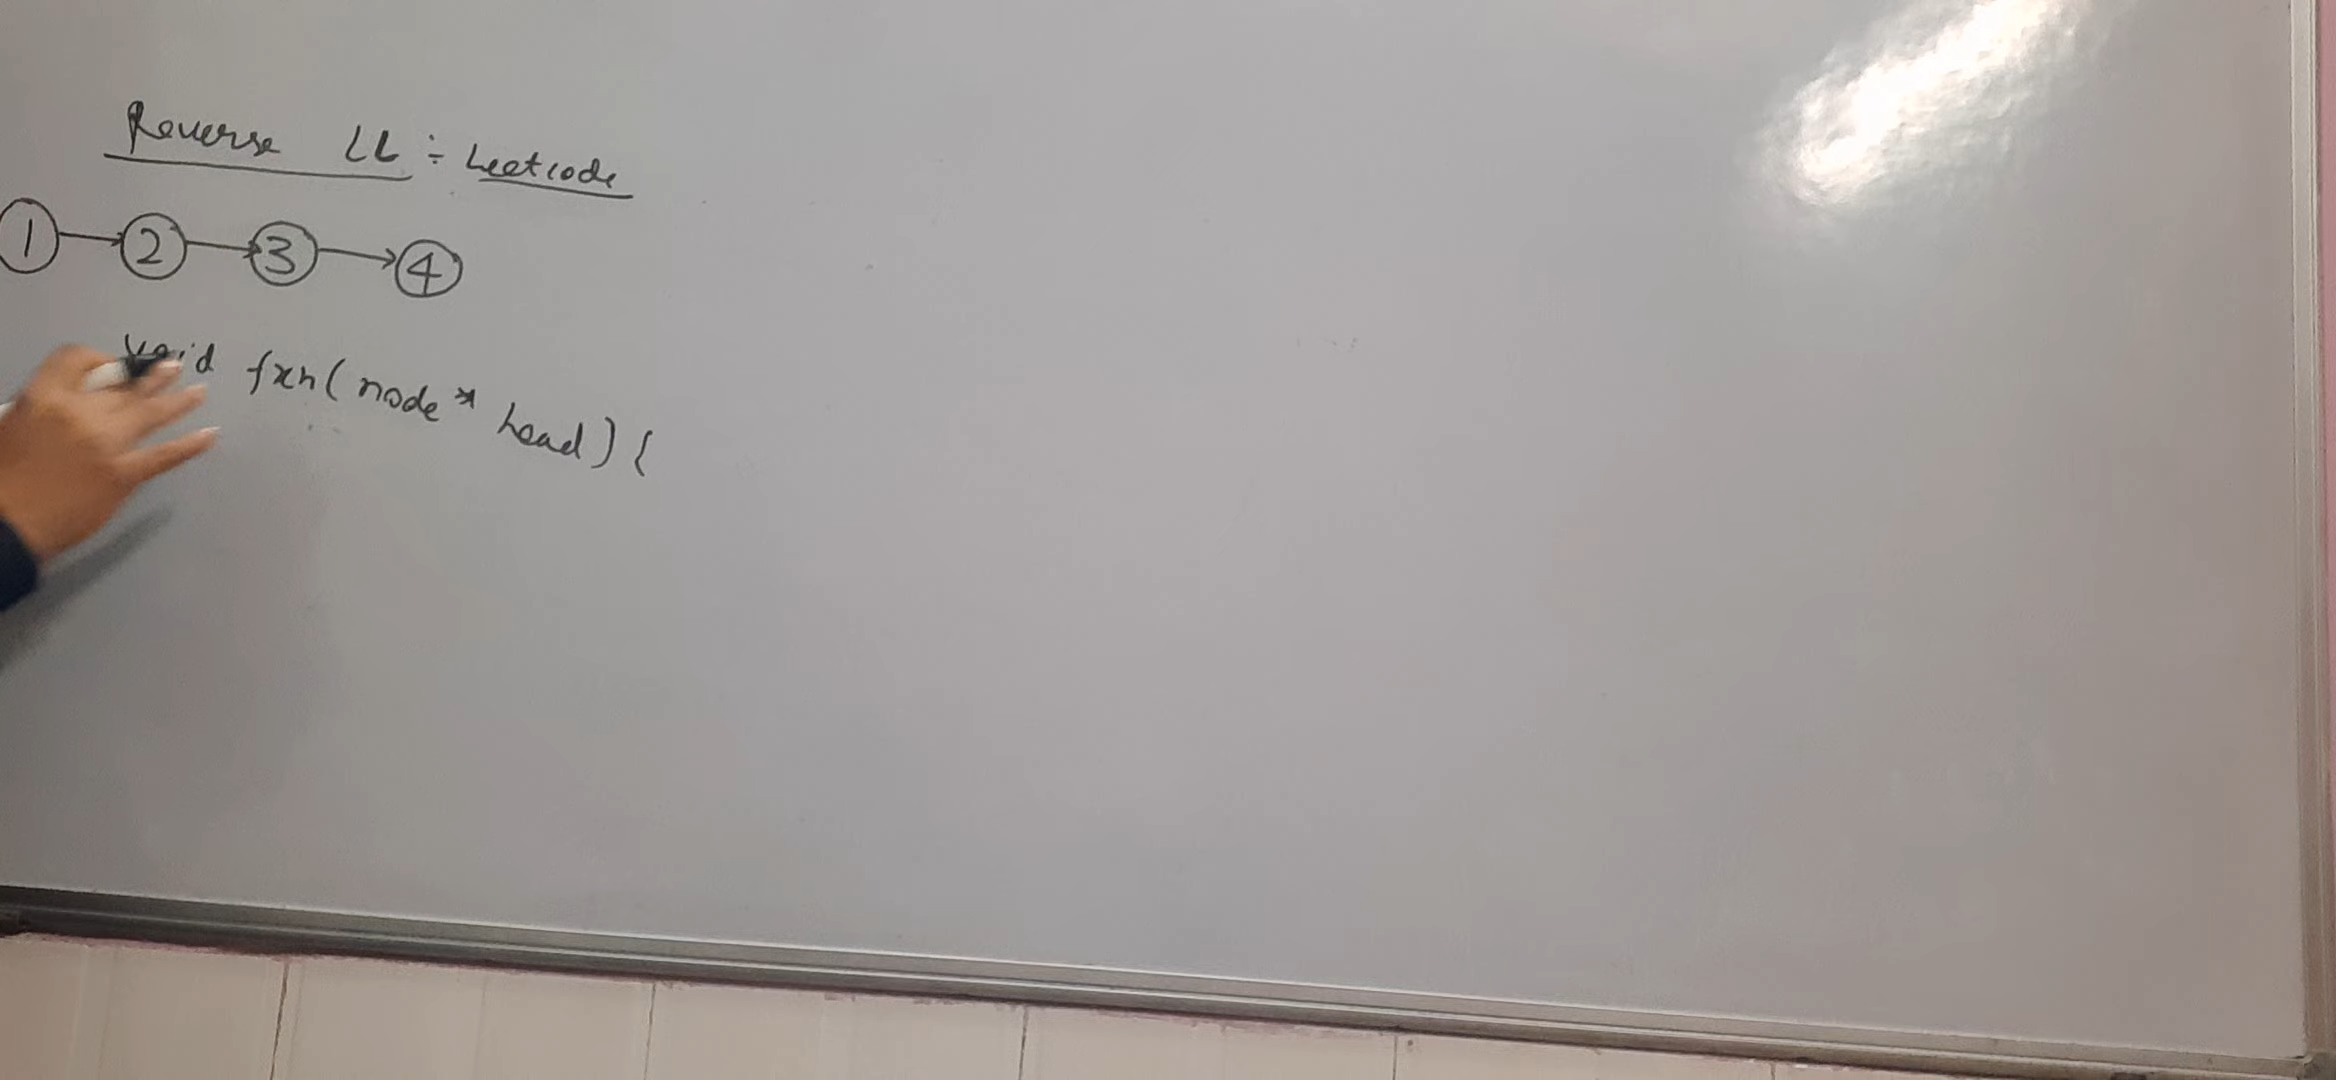 Reverse LL ÷ Leetcode
1 → 2 → 3 → 4
void fxn(node* head) {